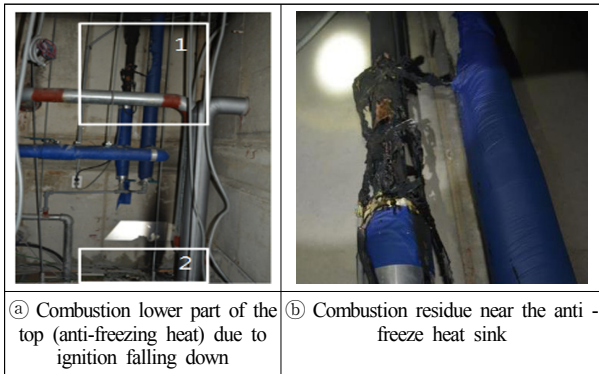 1
2
ⓐ Combustion lower part of the
top (anti-freezing heat) due to
ignition falling down
ⓑ Combustion residue near the anti -
freeze heat sink